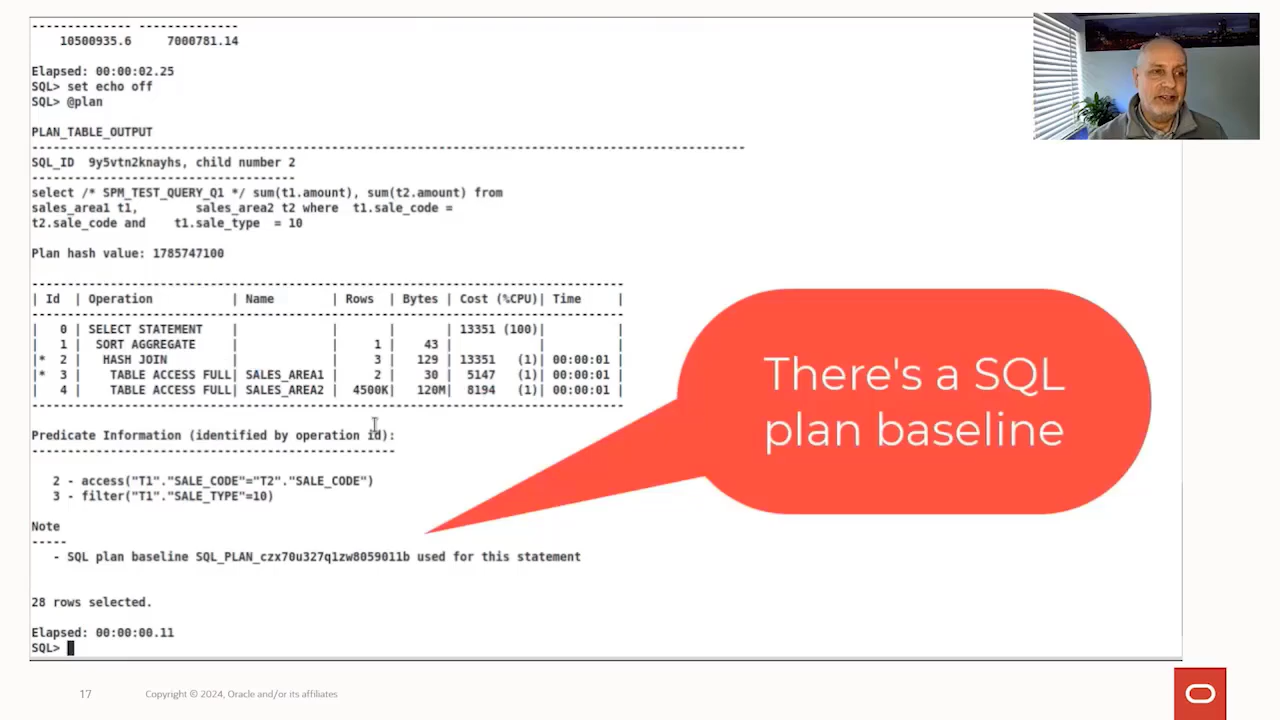 ------------- --------------
10500935.6     7000781.14
Elapsed: 00:00:02.25
SQL> set echo off
SQL> @plan
PLAN_TABLE_OUTPUT
----------------------------------------------------------------------------------------------------
SQL_ID  9y5vtn2knayhs, child number 2
-------------------------------------
select /* SPM_TEST_QUERY_Q1 */ sum(t1.amount), sum(t2.amount) from
sales_area1 t1,        sales_area2 t2 where  t1.sale_code =
t2.sale_code and    t1.sale_type  = 10
Plan hash value: 1785747100
-----------------------------------------------------------------------------------
| Id  | Operation           | Name        | Rows  | Bytes | Cost (%CPU)| Time     |
-----------------------------------------------------------------------------------
|   0 | SELECT STATEMENT    |             |       |       | 13351 (100)|          |
|   1 |  SORT AGGREGATE     |             |     1 |    43 |            |          |
|*  2 |   HASH JOIN         |             |     3 |   129 | 13351   (1)| 00:00:01 |
|*  3 |    TABLE ACCESS FULL| SALES_AREA1 |     2 |    30 |  5147   (1)| 00:00:01 |
|   4 |    TABLE ACCESS FULL| SALES_AREA2 |  4500K|   120M|  8194   (1)| 00:00:01 |
-----------------------------------------------------------------------------------
Predicate Information (identified by operation id):
---------------------------------------------------
2 - access("T1"."SALE_CODE"="T2"."SALE_CODE")
3 - filter("T1"."SALE_TYPE"=10)
Note
-----
- SQL plan baseline SQL_PLAN_czx70u327q1zw8059011b used for this statement
28 rows selected.
Elapsed: 00:00:00.11
SQL>
There's a SQL
plan baseline
17 Copyright © 2024, Oracle and/or its affiliates